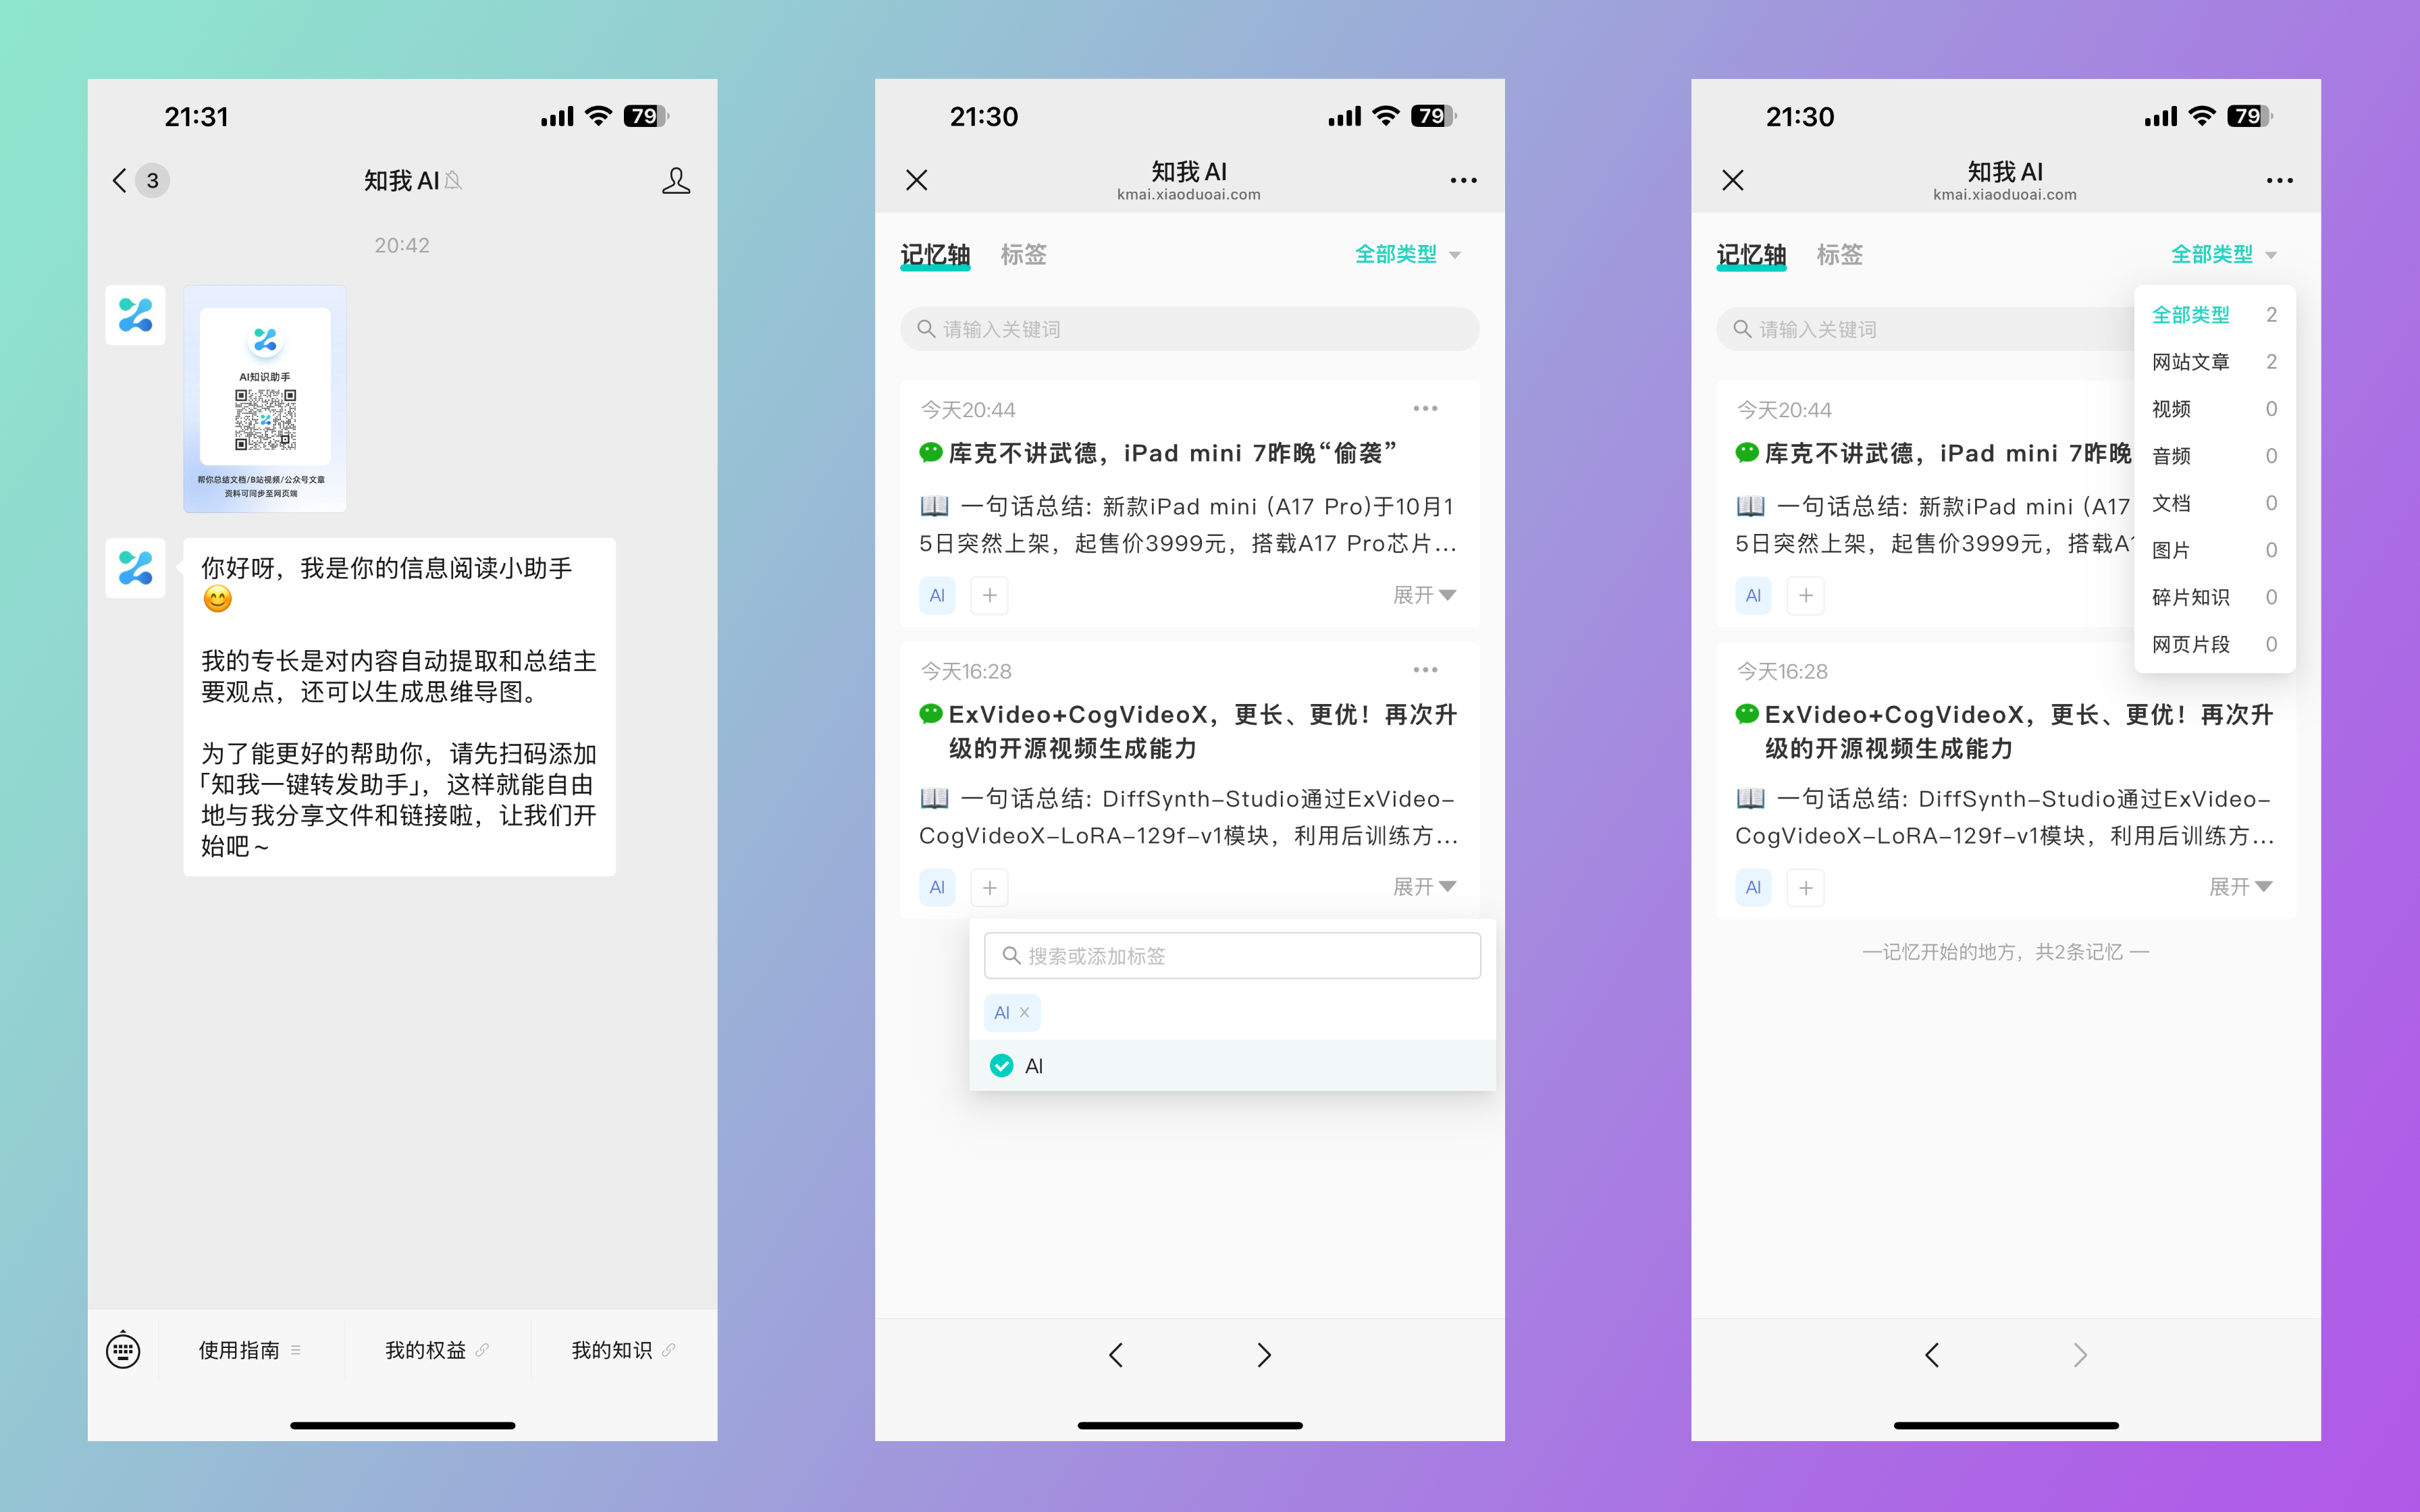 21:31
79
3
知我 AI
20:42
AI知识助手
帮你总结文档/B站视频/公众号文章
资料可同步至网页端
你好呀，我是你的信息阅读小助手
😊
我的专长是对内容自动提取和总结主
要观点，还可以生成思维导图。
为了能更好的帮助你，请先扫码添加
「知我一键转发助手」，这样就能自由
地与我分享文件和链接啦，让我们开
始吧～
使用指南
我的权益
我的知识
21:30
79
知我 AI
kmai.xiaoduoai.com
记忆轴 标签 全部类型
请输入关键词
今天20:44
库克不讲武德，iPad mini 7昨晚“偷袭”
📖 一句话总结: 新款iPad mini (A17 Pro)于10月1
5日突然上架，起售价3999元，搭载A17 Pro芯片...
AI + 展开
今天16:28
ExVideo+CogVideoX，更长、更优！再次升
级的开源视频生成能力
📖 一句话总结: DiffSynth-Studio通过ExVideo-
CogVideoX-LoRA-129f-v1模块，利用后训练方...
AI + 展开
搜索或添加标签
AI x
AI
21:30
79
知我 AI
kmai.xiaoduoai.com
记忆轴 标签 全部类型
请输入关键词
全部类型 2
网站文章 2
视频 0
音频 0
文档 0
图片 0
碎片知识 0
网页片段 0
今天20:44
库克不讲武德，iPad mini 7昨晚
📖 一句话总结: 新款iPad mini (A17
5日突然上架，起售价3999元，搭载A1
AI +
今天16:28
ExVideo+CogVideoX，更长、更优！再次升
级的开源视频生成能力
📖 一句话总结: DiffSynth-Studio通过ExVideo-
CogVideoX-LoRA-129f-v1模块，利用后训练方...
AI + 展开
—记忆开始的地方，共2条记忆 —